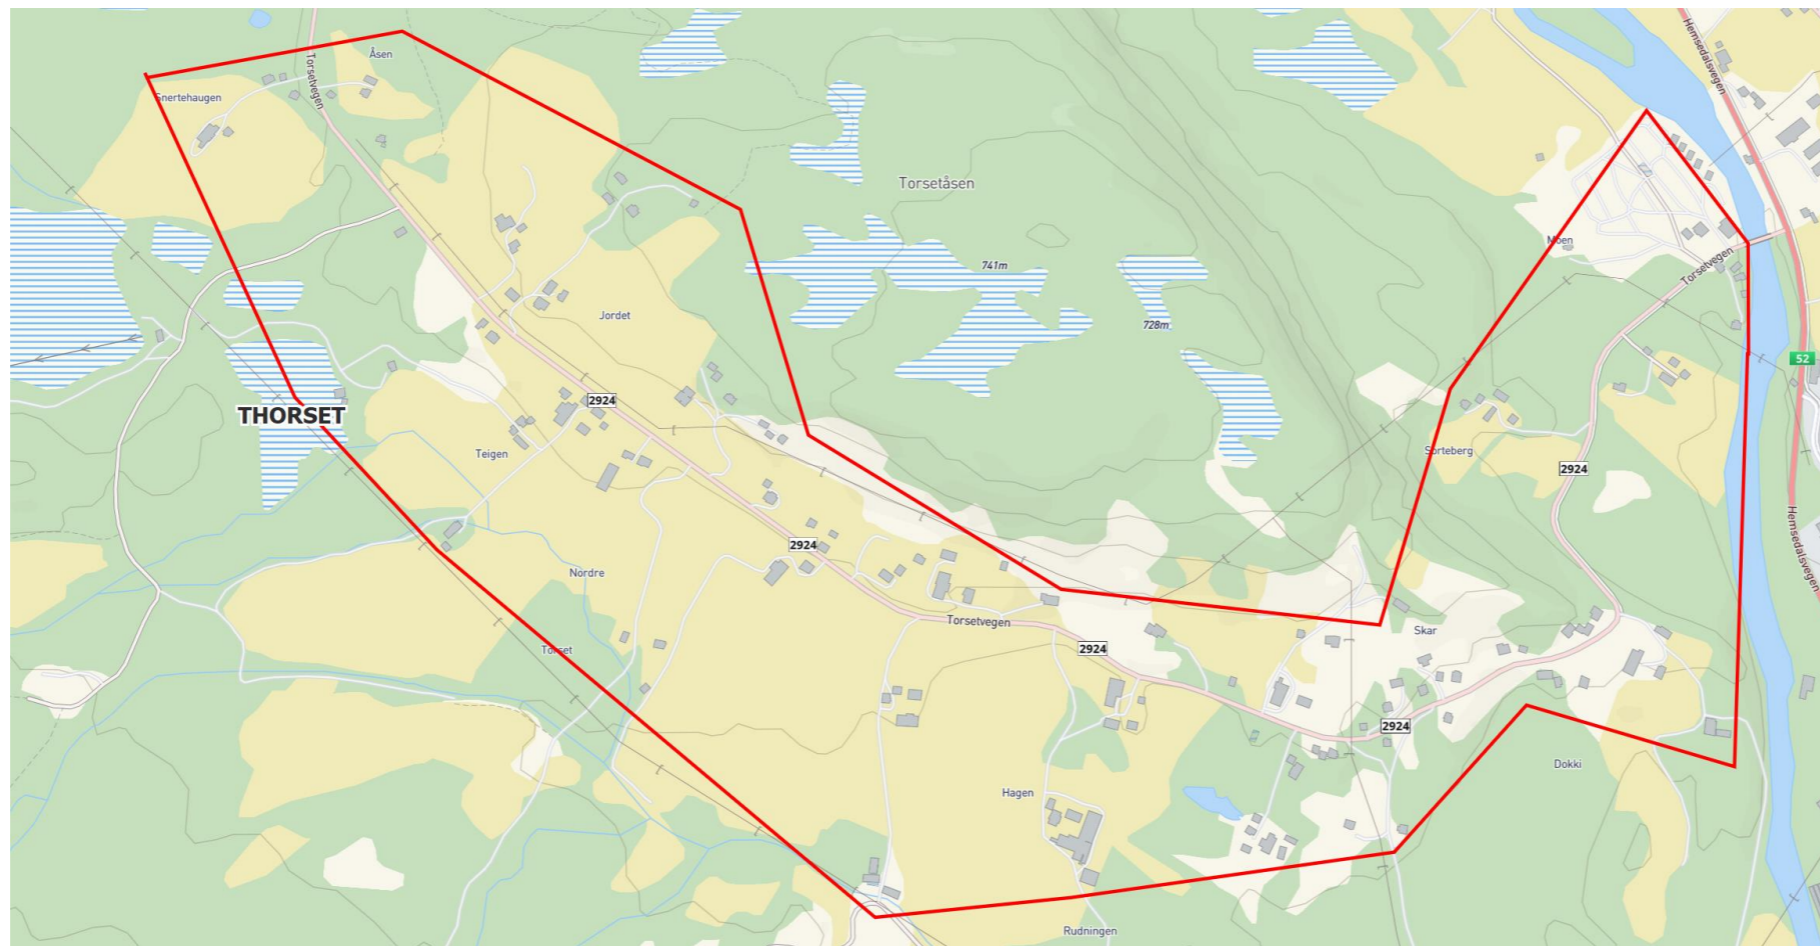 Åsen
Hemsedalsvegen
Torsetvegen
Snertehaugen
Torsetåsen
Moen
741m
Torsetvegen
Jordet
728m
52
2924
THORSET
Teigen
Sorteberg
2924
Hemsedalsvegen
2924
Nordre
Torsetvegen
Skar
2924
Torset
2924
Dokki
Hagen
Rudningen